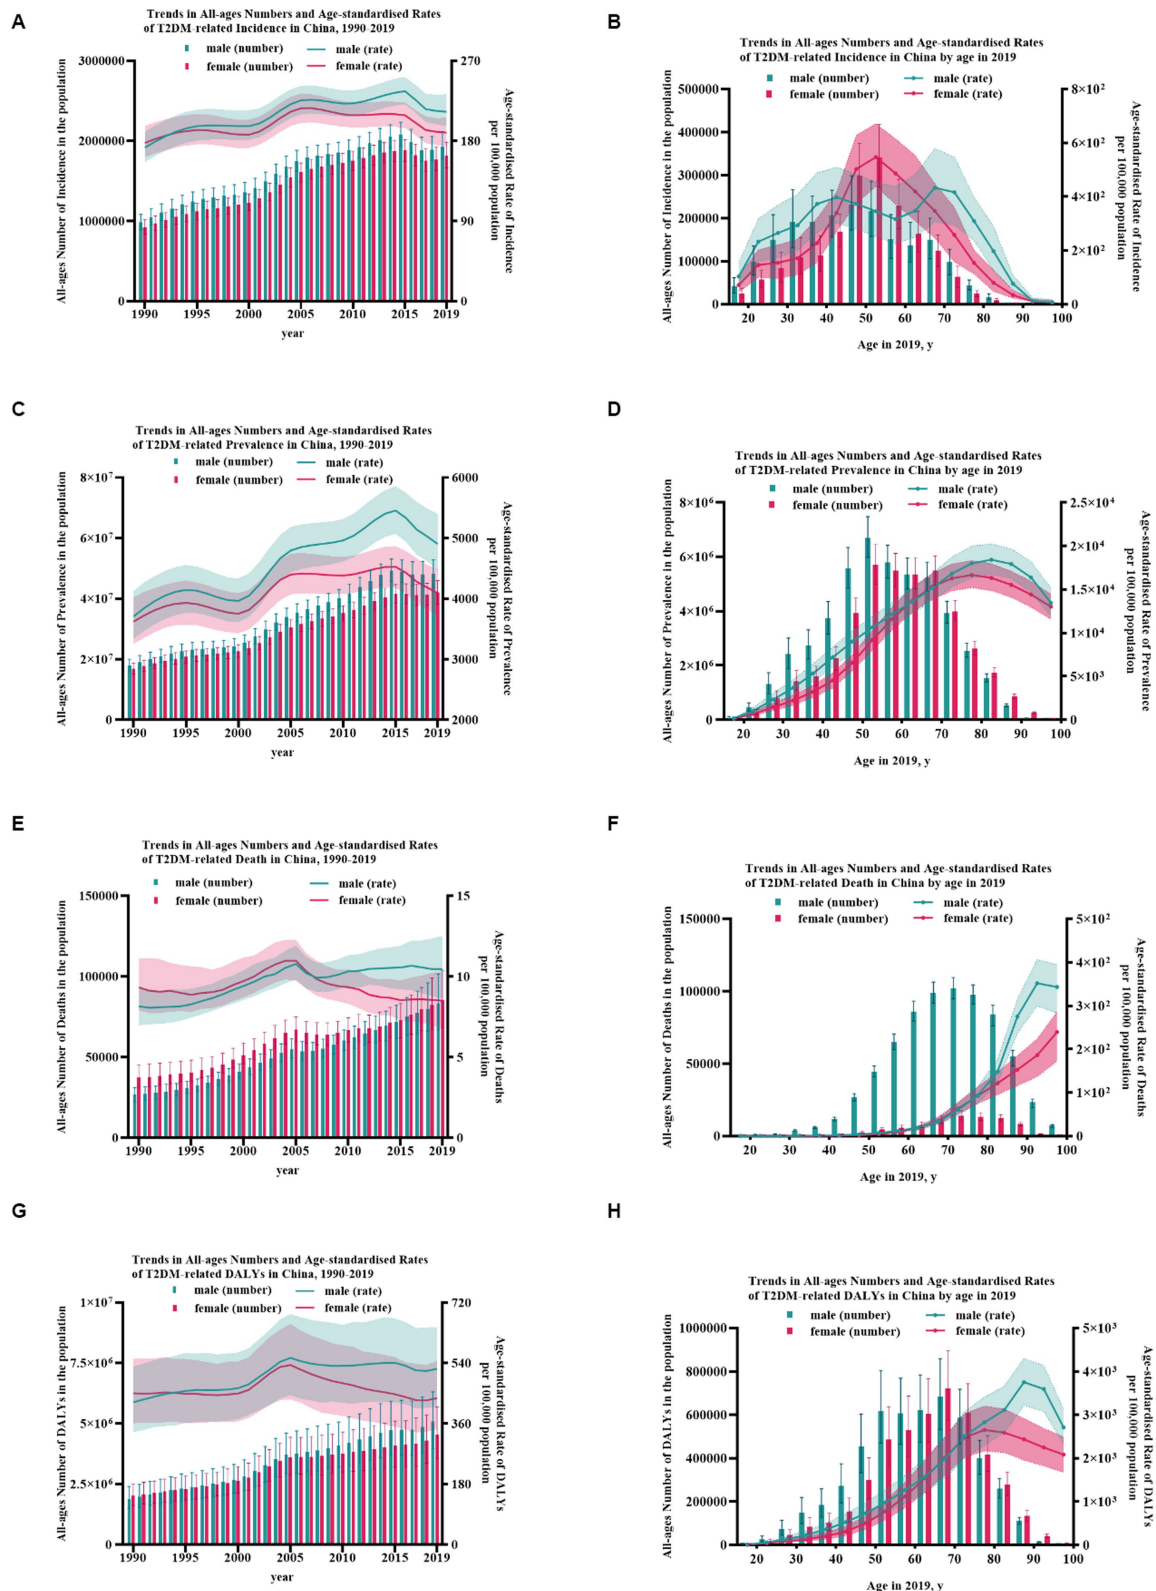 A
Trends in All-ages Numbers and Age-standardised Rates
of T2DM-related Incidence in China, 1990-2019
male (number)
male (rate)
female (number)
female (rate)
All-ages Number of Incidence in the population
3000000
2000000
1000000
0
270
180
90
0
Age-standardised Rate of Incidence
per 100,000 population
1990
1995
2000
2005
2010
2015
2019
year
B
Trends in All-ages Numbers and Age-standardised Rates
of T2DM-related Incidence in China by age in 2019
male (number)
male (rate)
female (number)
female (rate)
All-ages Number of Incidence in the population
500000
400000
300000
200000
100000
0
8×10²
6×10²
4×10²
2×10²
0
Age-standardised Rate of Incidence
per 100,000 population
20
30
40
50
60
70
80
90
100
Age in 2019, y
C
Trends in All-ages Numbers and Age-standardised Rates
of T2DM-related Prevalence in China, 1990-2019
male (number)
male (rate)
female (number)
female (rate)
All-ages Number of Prevalence in the population
8×10⁷
6×10⁷
4×10⁷
2×10⁷
0
6000
5000
4000
3000
2000
Age-standardised Rate of Prevalence
per 100,000 population
1990
1995
2000
2005
2010
2015
2019
year
D
Trends in All-ages Numbers and Age-standardised Rates
of T2DM-related Prevalence in China by age in 2019
male (number)
male (rate)
female (number)
female (rate)
All-ages Number of Prevalence in the population
8×10⁶
6×10⁶
4×10⁶
2×10⁶
0
2.5×10⁴
2×10⁴
1.5×10⁴
1×10⁴
5×10³
0
Age-standardised Rate of Prevalence
per 100,000 population
20
30
40
50
60
70
80
90
100
Age in 2019, y
E
Trends in All-ages Numbers and Age-standardised Rates
of T2DM-related Death in China, 1990-2019
male (number)
male (rate)
female (number)
female (rate)
All-ages Number of Deaths in the population
150000
100000
50000
0
15
10
5
0
Age-standardised Rate of Deaths
per 100,000 population
1990
1995
2000
2005
2010
2015
2019
year
F
Trends in All-ages Numbers and Age-standardised Rates
of T2DM-related Death in China by age in 2019
male (number)
male (rate)
female (number)
female (rate)
All-ages Number of Deaths in the population
150000
100000
50000
0
5×10²
4×10²
3×10²
2×10²
1×10²
0
Age-standardised Rate of Deaths
per 100,000 population
20
30
40
50
60
70
80
90
100
Age in 2019, y
G
Trends in All-ages Numbers and Age-standardised Rates
of T2DM-related DALYs in China, 1990-2019
male (number)
male (rate)
female (number)
female (rate)
All-ages Number of DALYs in the population
1×10⁷
7.5×10⁶
5×10⁶
2.5×10⁶
0
720
540
360
180
0
Age-standardised Rate of DALYs
per 100,000 population
1990
1995
2000
2005
2010
2015
2019
year
H
Trends in All-ages Numbers and Age-standardised Rates
of T2DM-related DALYs in China by age in 2019
male (number)
male (rate)
female (number)
female (rate)
All-ages Number of DALYs in the population
1000000
800000
600000
400000
200000
0
5×10³
4×10³
3×10³
2×10³
1×10³
0
Age-standardised Rate of DALYs
per 100,000 population
20
30
40
50
60
70
80
90
100
Age in 2019, y